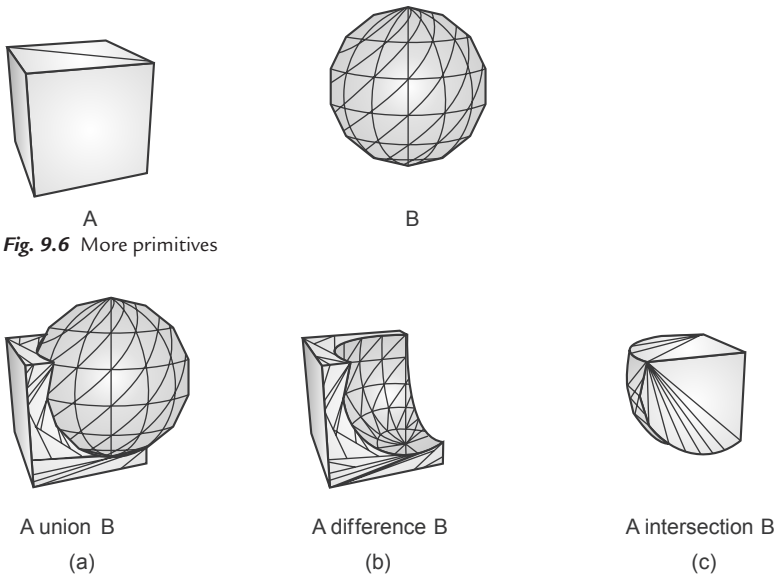 A B
Fig. 9.6 More primitives
A union B A difference B A intersection B
(a) (b) (c)